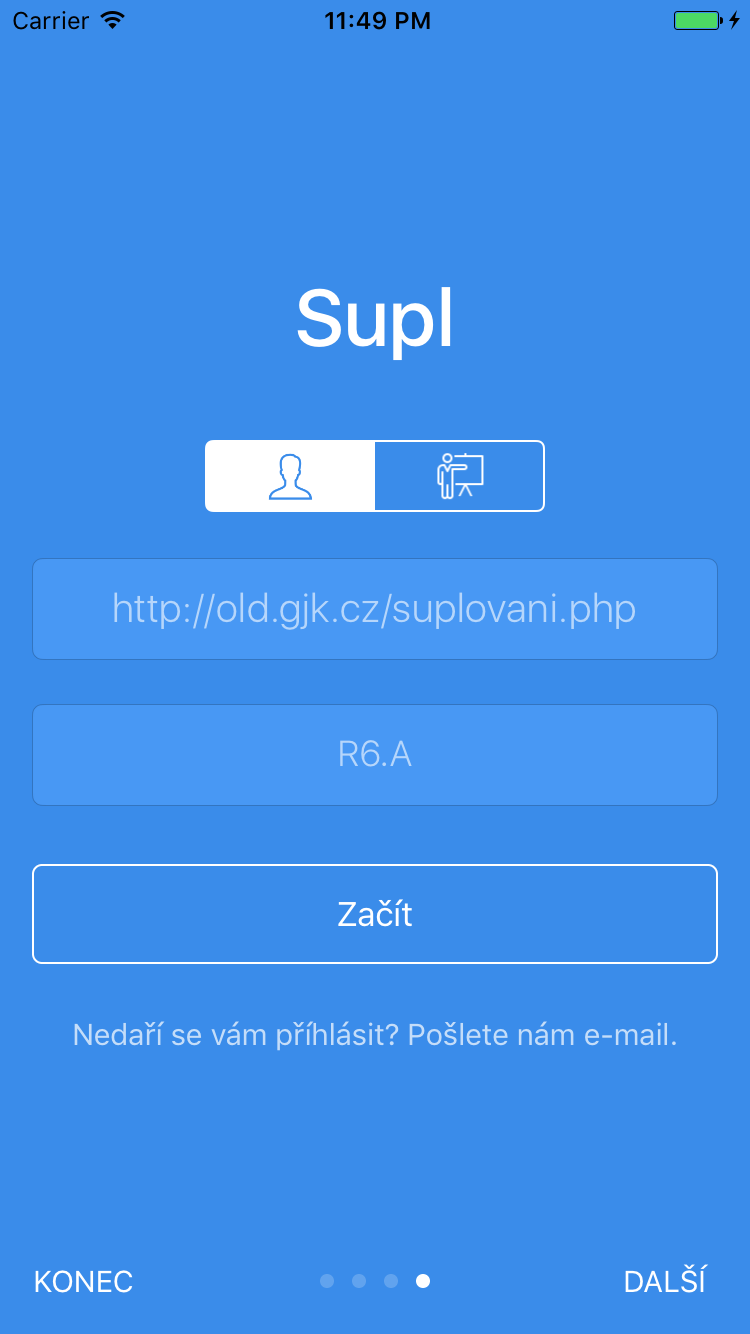 Carrier 11:49 PM
Supl
http://old.gjk.cz/suplovani.php
R6.A
Začít
Nedaří se vám příhlásit? Pošlete nám e-mail.
KONEC DALŠÍ